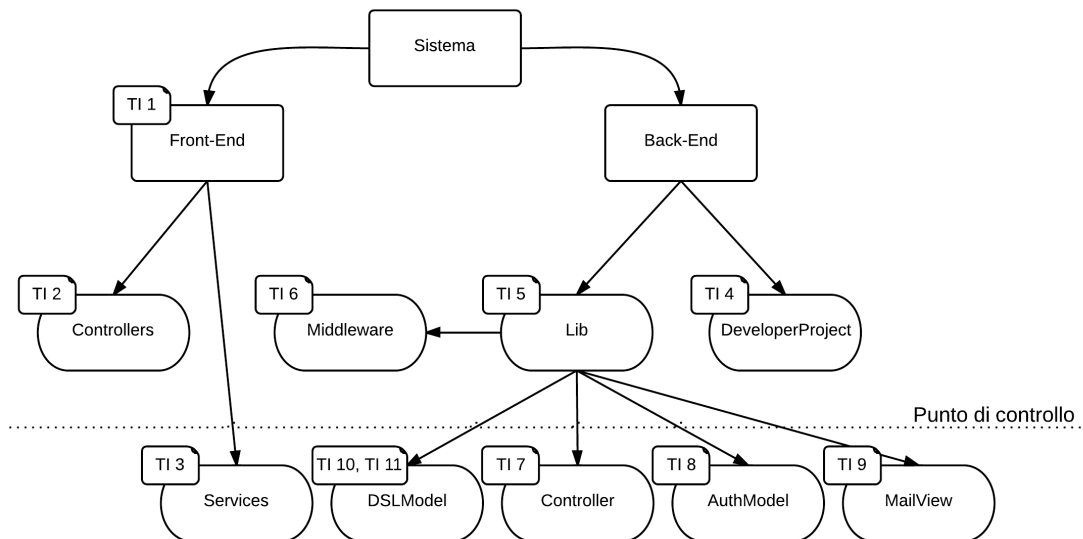 Sistema
TI 1
Front-End
Back-End
TI 2
Controllers
TI 6
Middleware
TI 5
Lib
TI 4
DeveloperProject
Punto di controllo
TI 3
Services
TI 10, TI 11
DSLModel
TI 7
Controller
TI 8
AuthModel
TI 9
MailView